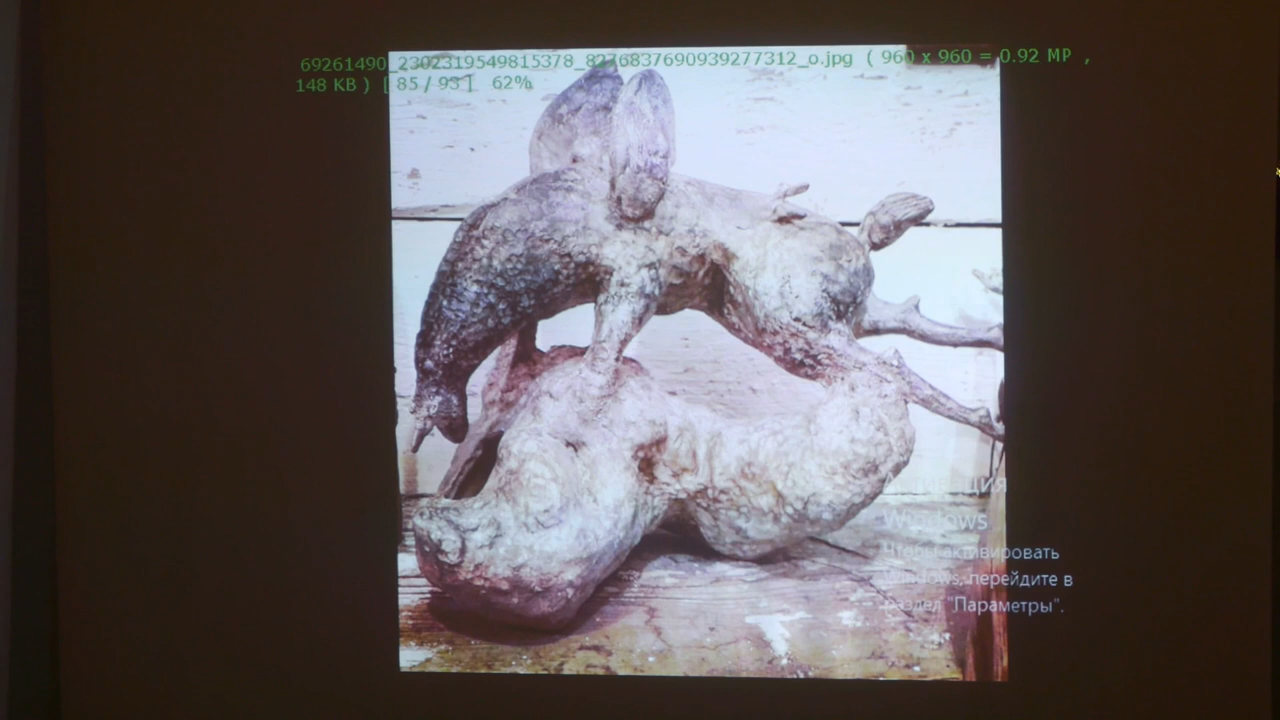 69261490_2302319549815378_8276837690939277312_o.jpg ( 960 x 960 = 0.92 MP ,
148 KB ) [ 85 / 93 ] 62%
Активация
Windows
Чтобы активировать
Windows, перейдите в
раздел "Параметры".